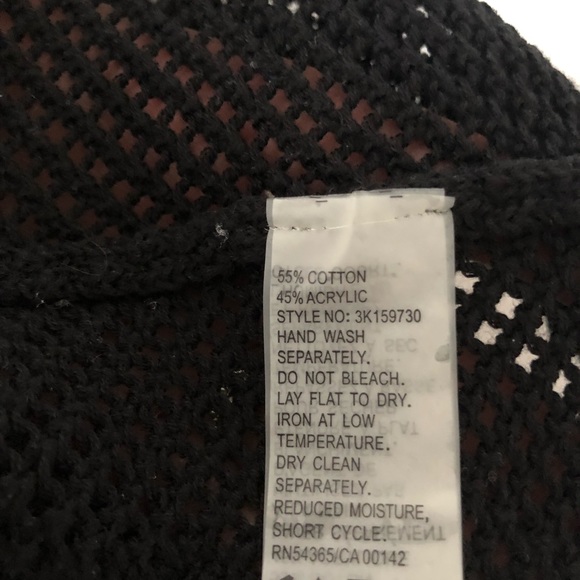 55% COTTON
45% ACRYLIC
STYLE NO: 3K159730
HAND WASH
SEPARATELY.
DO NOT BLEACH.
LAY FLAT TO DRY.
IRON AT LOW
TEMPERATURE.
DRY CLEAN
SEPARATELY.
REDUCED MOISTURE,
SHORT CYCLE.
RN54365/CA 00142